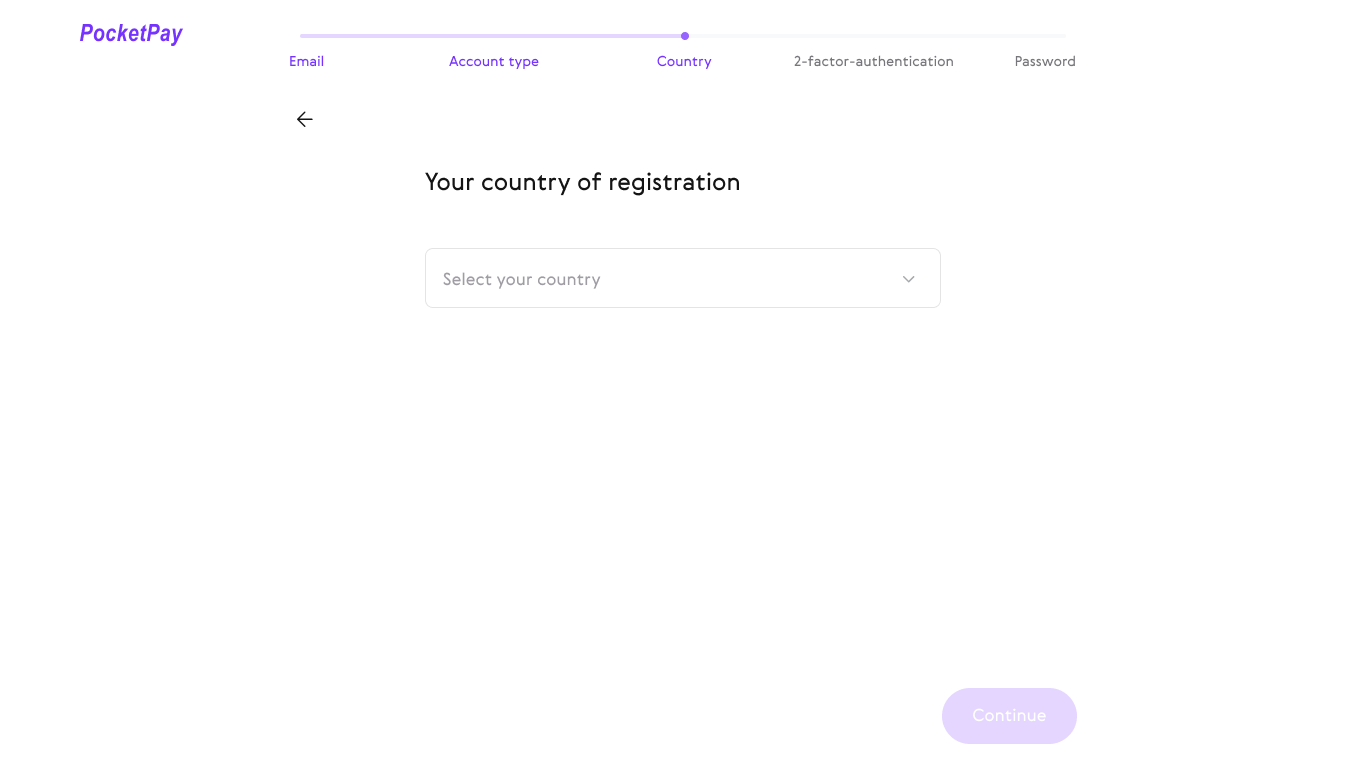 PocketPay
Email Account type Country 2-factor-authentication Password
Your country of registration
Select your country
Continue